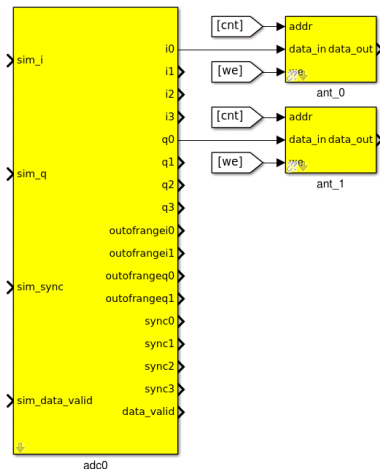 sim_i
sim_q
sim_sync
sim_data_valid
i0
i1
i2
i3
q0
q1
q2
q3
outofrangei0
outofrangei1
outofrangeq0
outofrangeq1
sync0
sync1
sync2
sync3
data_valid
adc0
[cnt]
[we]
addr
data_in data_out
we
ant_0
[cnt]
[we]
addr
data_in data_out
we
ant_1